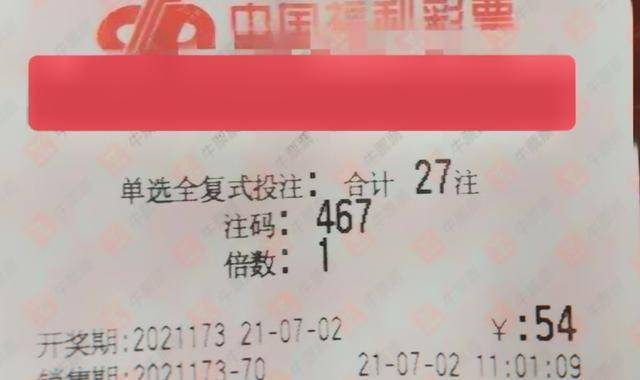 中国福利彩票
单选全复式投注: 合计 27注
注码: 467
倍数: 1
开奖期:2021173 21-07-02 ¥:54
销售期:2021173-70 21-07-02 11:01:09